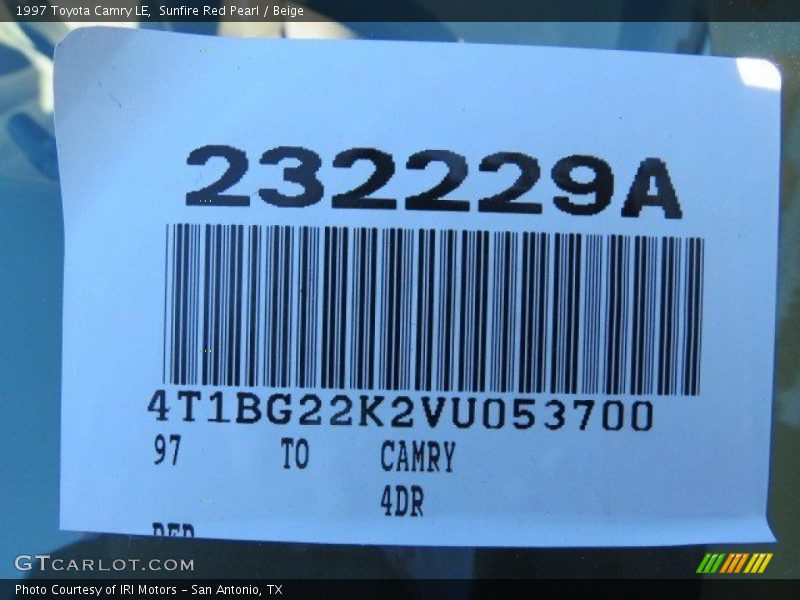 1997 Toyota Camry LE,  Sunfire Red Pearl / Beige
232229A
4T1BG22K2VU053700
97 TO CAMRY
4DR
RED
GTCARLOT.COM
Photo Courtesy of IRI Motors – San Antonio, TX